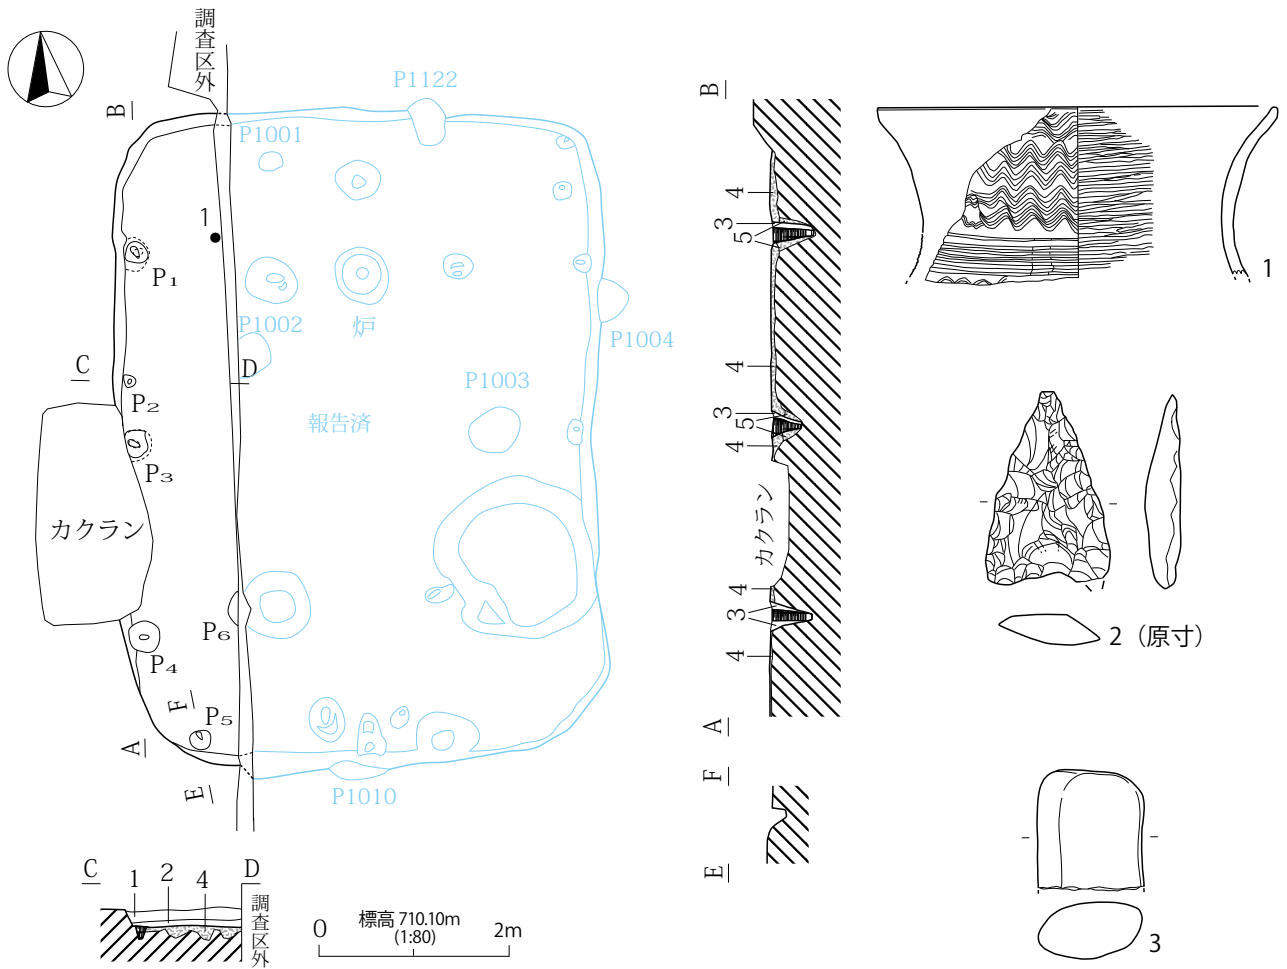 調査区外
B
P1122
P1001
1
P₁
P1002
炉
P1004
C
D
P₂
P1003
報告済
P₃
カクラン
P₆
P₄
F
P₅
A
E
P1010
C
D
1
2
4
調査区外
0
標高 710.10m
(1:80)
2m
B
4
3
5
4
3
5
4
カクラン
4
3
4
A
F
E
1
2（原寸）
3